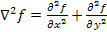 ∇²f = ∂²f/∂x² + ∂²f/∂y²